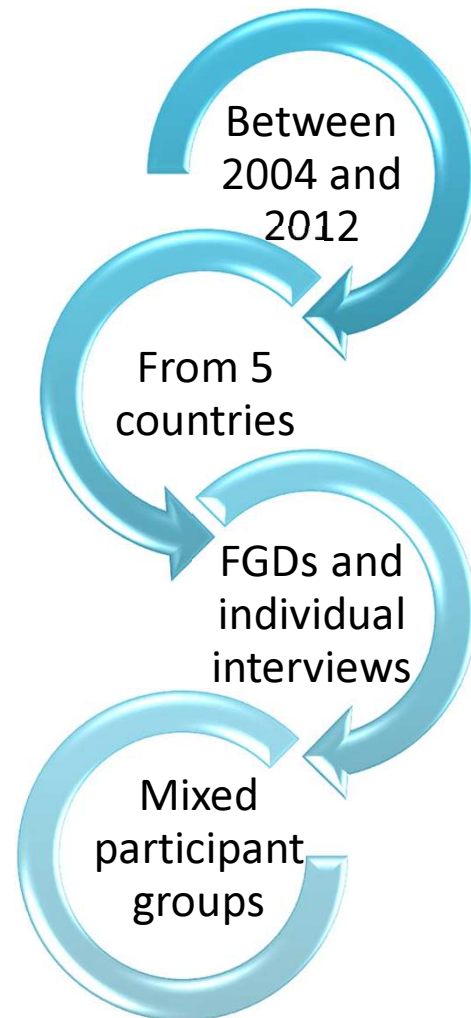 Between
2004 and
2012
From 5
countries
FGDs and
individual
interviews
Mixed
participant
groups